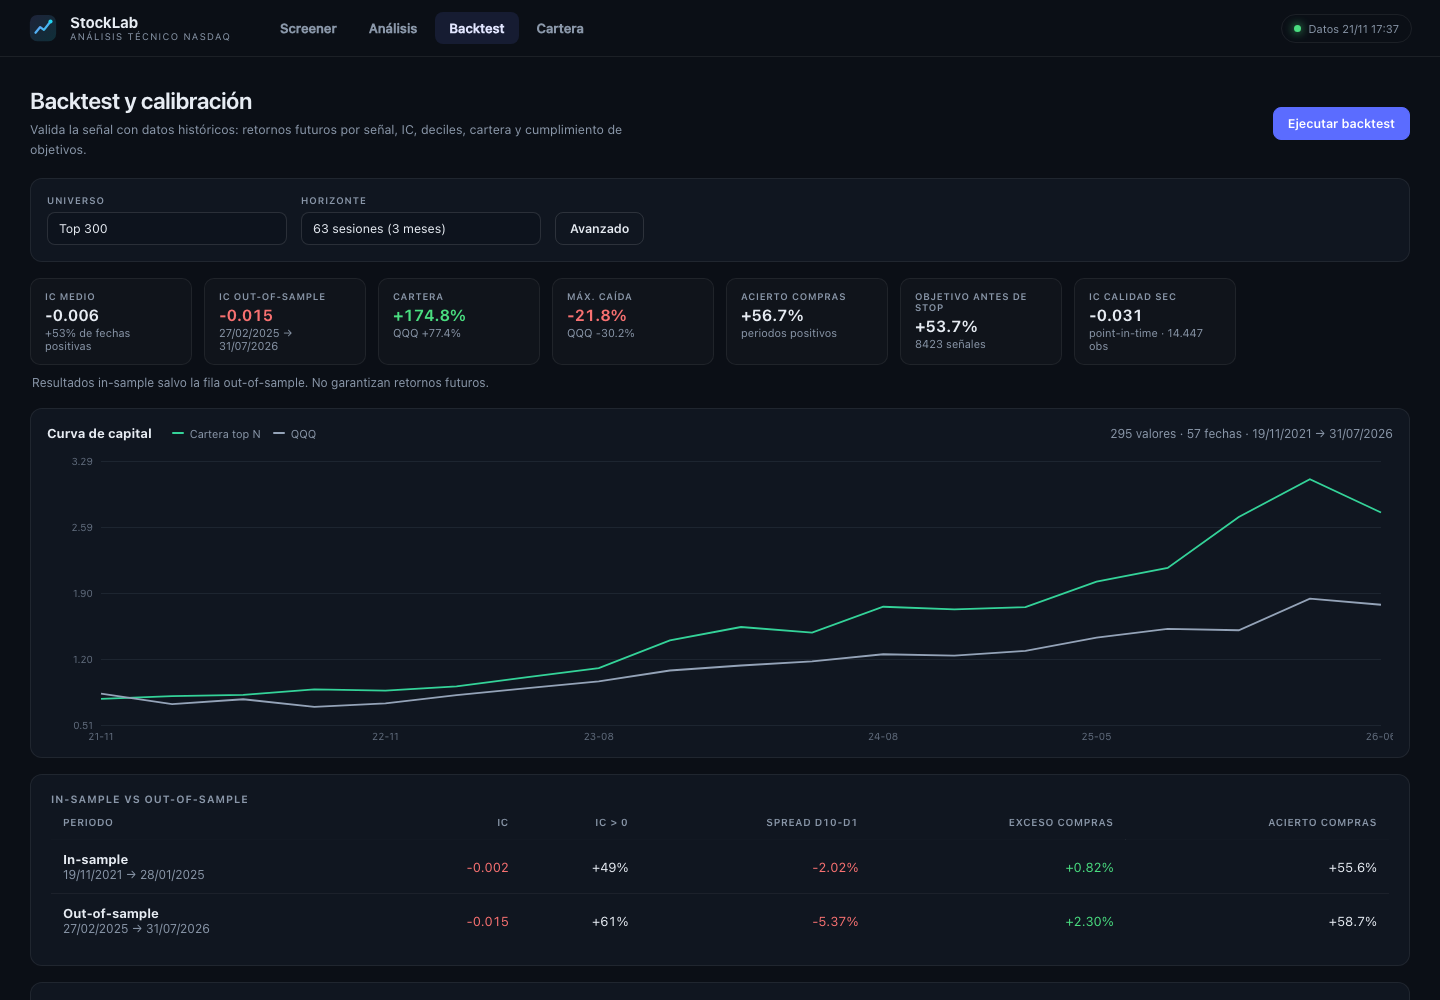 StockLab
ANÁLISIS TÉCNICO NASDAQ
Screener
Análisis
Backtest
Cartera
Datos 21/11 17:37
Backtest y calibración
Valida la señal con datos históricos: retornos futuros por señal, IC, deciles, cartera y cumplimiento de
objetivos.
Ejecutar backtest
UNIVERSO
Top 300
HORIZONTE
63 sesiones (3 meses)
Avanzado
IC MEDIO
-0.006
+53% de fechas
positivas
IC OUT-OF-SAMPLE
-0.015
27/02/2025 →
31/07/2026
CARTERA
+174.8%
QQQ +77.4%
MÁX. CAÍDA
-21.8%
QQQ -30.2%
ACIERTO COMPRAS
+56.7%
periodos positivos
OBJETIVO ANTES DE
STOP
+53.7%
8423 señales
IC CALIDAD SEC
-0.031
point-in-time · 14.447
obs
Resultados in-sample salvo la fila out-of-sample. No garantizan retornos futuros.
Curva de capital
Cartera top N
QQQ
295 valores · 57 fechas · 19/11/2021 → 31/07/2026
3.29
2.59
1.90
1.20
0.51
21-11
22-11
23-08
24-08
25-05
26-06
IN-SAMPLE VS OUT-OF-SAMPLE
PERIODO IC IC > 0 SPREAD D10-D1 EXCESO COMPRAS ACIERTO COMPRAS
In-sample
19/11/2021 → 28/01/2025
-0.002 +49% -2.02% +0.82% +55.6%
Out-of-sample
27/02/2025 → 31/07/2026
-0.015 +61% -5.37% +2.30% +58.7%